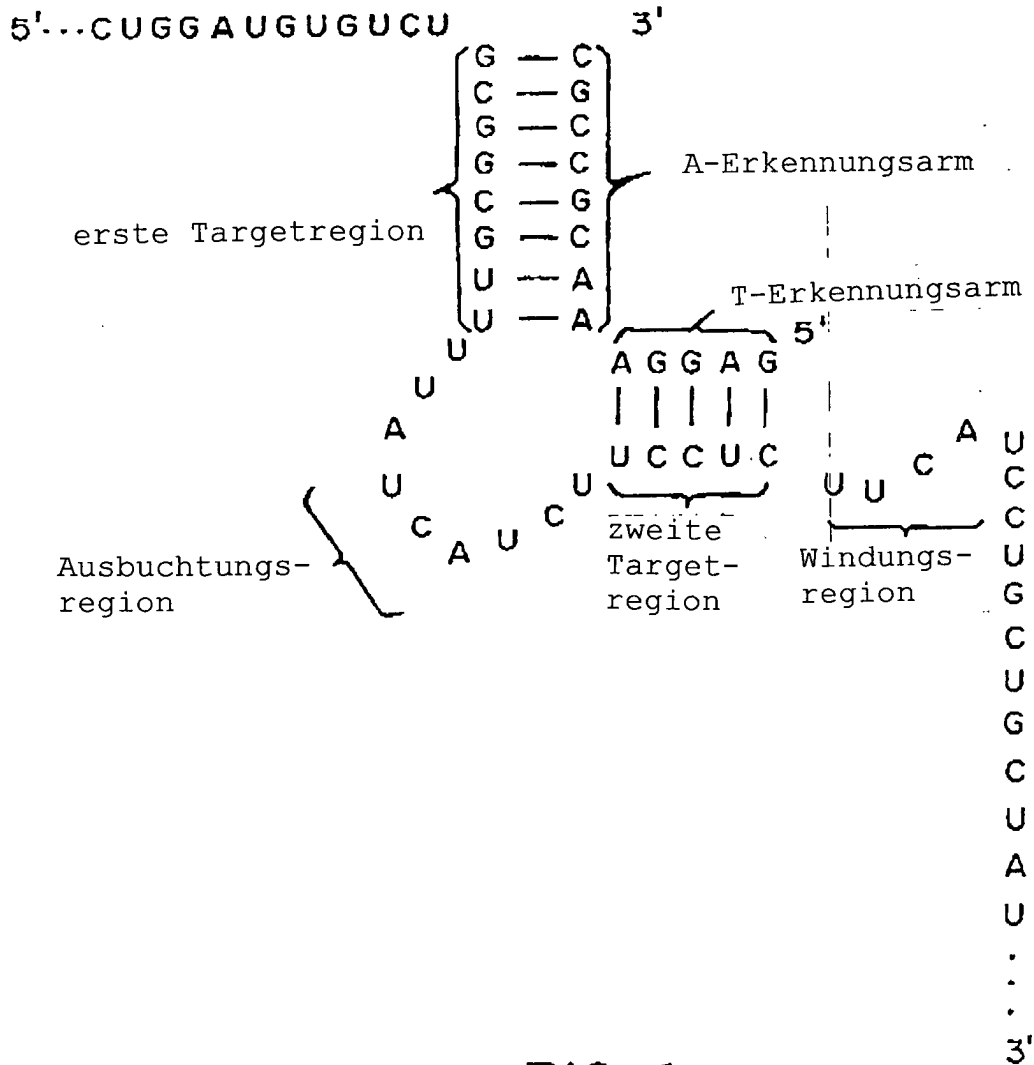 5'...CUGGAUGUGUCU 3'
G — C
C — G
G — C
G — C
C — G
G — C
U — A
U — A
A-Erkennungsarm
erste Targetregion
T-Erkennungsarm
5'
A G G A G
U C C U C
U
U
A
U
C
A
U
C
U
Ausbuchtungs-
region
zweite
Target-
region
U U C A
Windungs-
region
U
C
C
U
G
C
U
G
C
U
A
U
.
.
.
3'